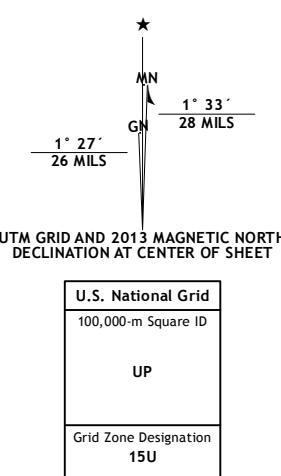 ★
MN
GN
1° 33´
28 MILS
1° 27´
26 MILS
UTM GRID AND 2013 MAGNETIC NORTH
DECLINATION AT CENTER OF SHEET
U.S. National Grid
100,000-m Square ID
UP
Grid Zone Designation
15U